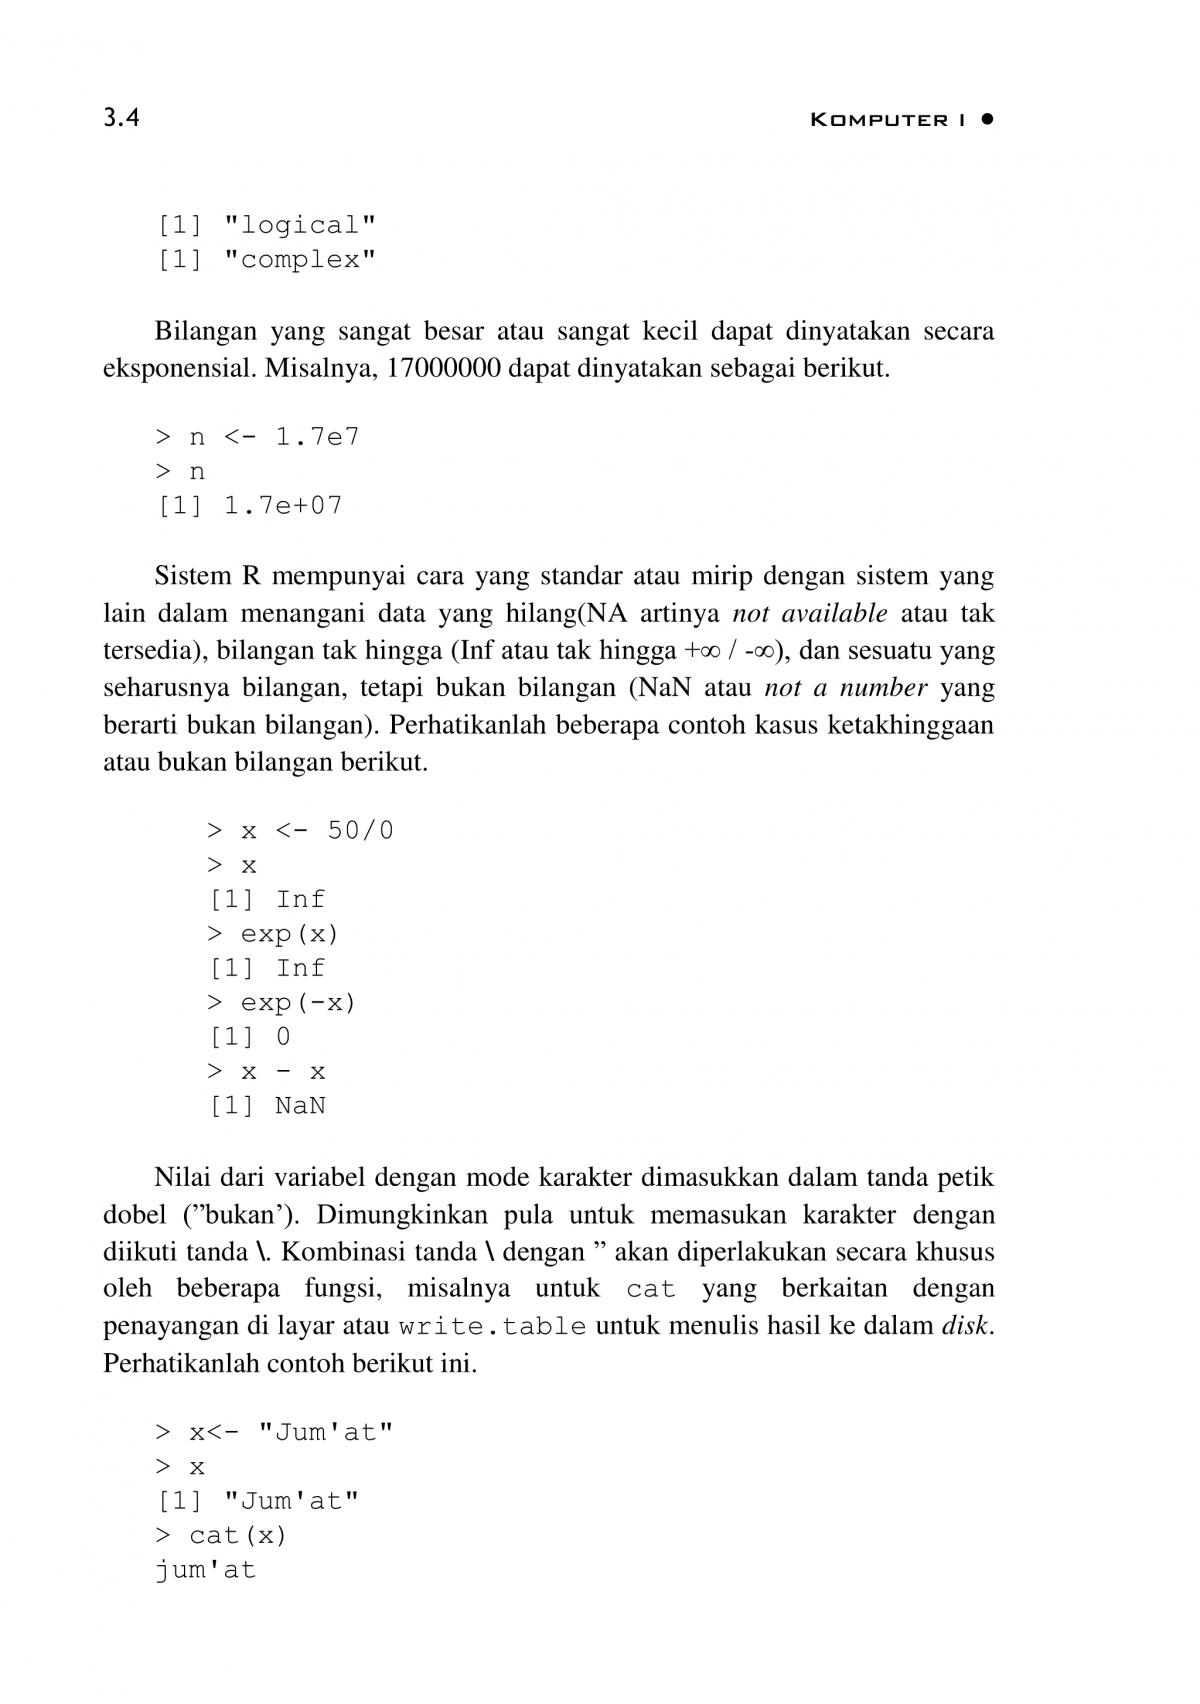 3.4 KOMPUTER I ●
[1] "logical"
[1] "complex"
Bilangan yang sangat besar atau sangat kecil dapat dinyatakan secara
eksponensial. Misalnya, 17000000 dapat dinyatakan sebagai berikut.
> n <- 1.7e7
> n
[1] 1.7e+07
Sistem R mempunyai cara yang standar atau mirip dengan sistem yang
lain dalam menangani data yang hilang(NA artinya not available atau tak
tersedia), bilangan tak hingga (Inf atau tak hingga +∞ / -∞), dan sesuatu yang
seharusnya bilangan, tetapi bukan bilangan (NaN atau not a number yang
berarti bukan bilangan). Perhatikanlah beberapa contoh kasus ketakhinggaan
atau bukan bilangan berikut.
> x <- 50/0
> x
[1] Inf
> exp(x)
[1] Inf
> exp(-x)
[1] 0
> x - x
[1] NaN
Nilai dari variabel dengan mode karakter dimasukkan dalam tanda petik
dobel (”bukan’). Dimungkinkan pula untuk memasukan karakter dengan
diikuti tanda \. Kombinasi tanda \ dengan ” akan diperlakukan secara khusus
oleh beberapa fungsi, misalnya untuk cat yang berkaitan dengan
penayangan di layar atau write.table untuk menulis hasil ke dalam disk.
Perhatikanlah contoh berikut ini.
> x<- "Jum'at"
> x
[1] "Jum'at"
> cat(x)
jum'at